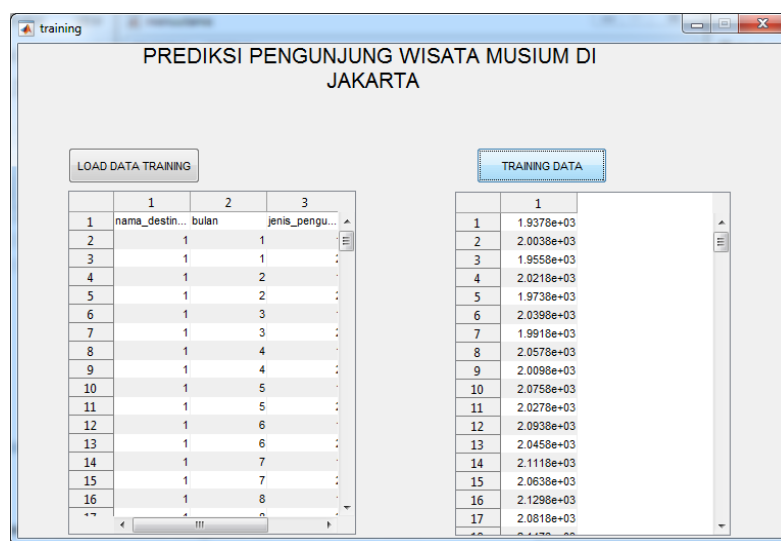 training
PREDIKSI PENGUNJUNG WISATA MUSIUM DI
JAKARTA
LOAD DATA TRAINING
TRAINING DATA
1 2 3
1 nama_destin... bulan jenis_pengu...
2 1 1
3 1 1
4 1 2
5 1 2
6 1 3
7 1 3
8 1 4
9 1 4
10 1 5
11 1 5
12 1 6
13 1 6
14 1 7
15 1 7
16 1 8
1
1 1.9378e+03
2 2.0038e+03
3 1.9558e+03
4 2.0218e+03
5 1.9738e+03
6 2.0398e+03
7 1.9918e+03
8 2.0578e+03
9 2.0098e+03
10 2.0758e+03
11 2.0278e+03
12 2.0938e+03
13 2.0458e+03
14 2.1118e+03
15 2.0638e+03
16 2.1298e+03
17 2.0818e+03